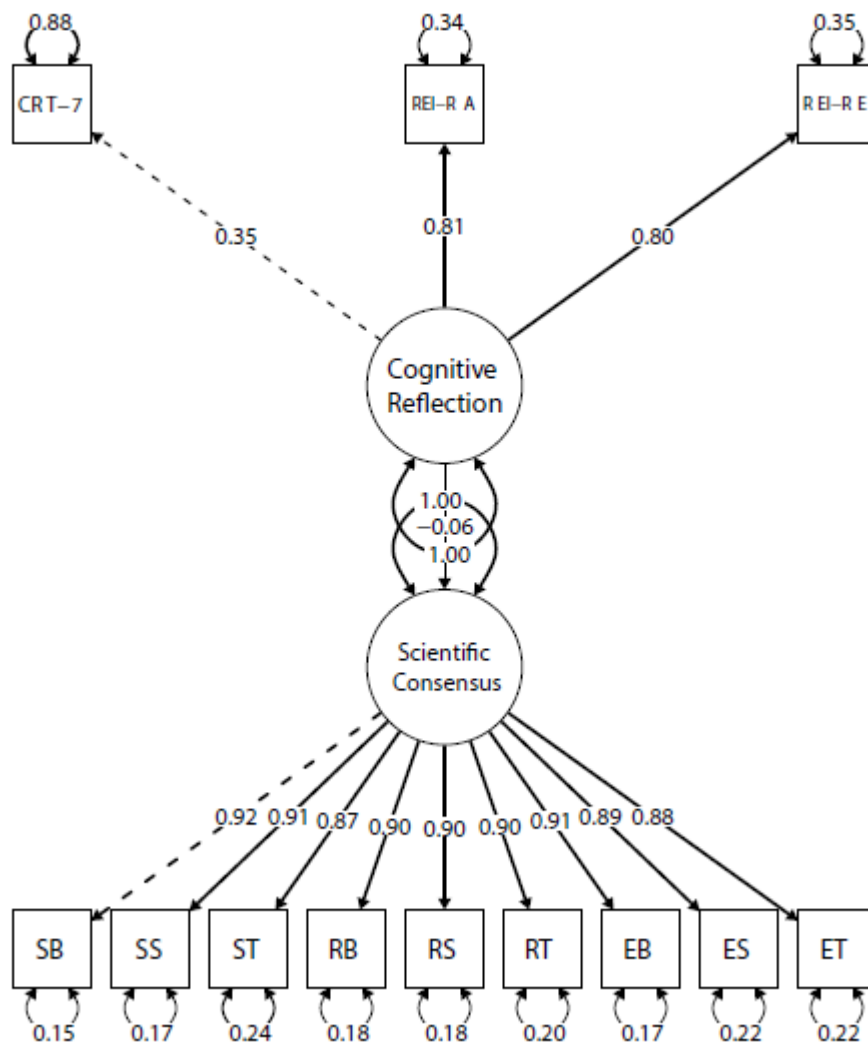 0.88 0.34 0.35
CRT–7 REI–R A R EI–R E
0.35 0.81 0.80
Cognitive
Reflection
1.00
−0.06
1.00
Scientific
Consensus
0.92 0.91 0.87 0.90 0.90 0.90 0.91 0.89 0.88
SB SS ST RB RS RT EB ES ET
0.15 0.17 0.24 0.18 0.18 0.20 0.17 0.22 0.22